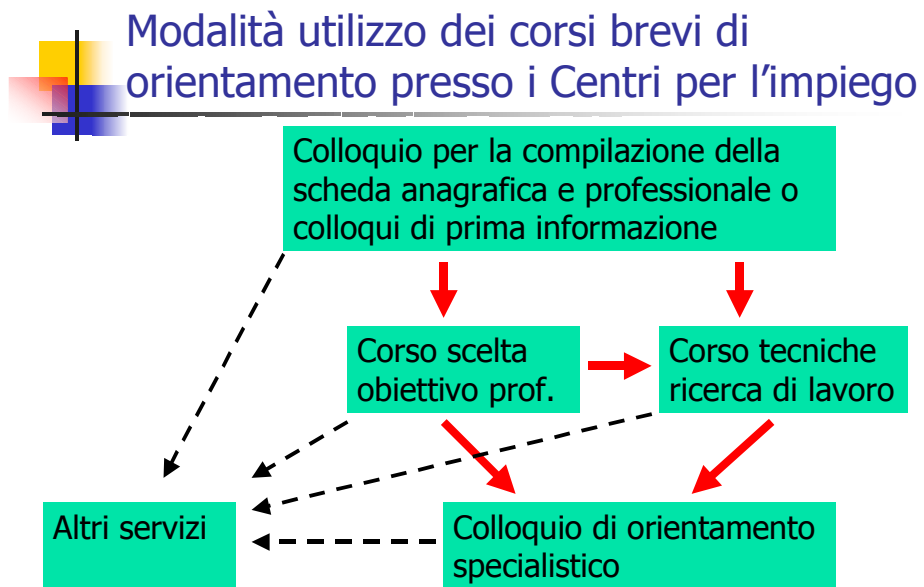 Modalità utilizzo dei corsi brevi di
orientamento presso i Centri per l'impiego
Colloquio per la compilazione della
scheda anagrafica e professionale o
colloqui di prima informazione
Corso scelta
obiettivo prof.
Corso tecniche
ricerca di lavoro
Altri servizi
Colloquio di orientamento
specialistico